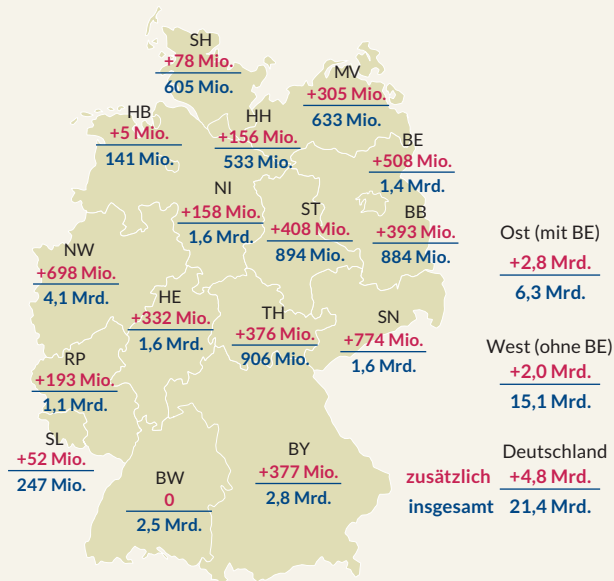 SH
+78 Mio.
605 Mio.
MV
+305 Mio.
633 Mio.
HB
+5 Mio.
141 Mio.
HH
+156 Mio.
533 Mio.
BE
+508 Mio.
1,4 Mrd.
NI
+158 Mio.
1,6 Mrd.
ST
+408 Mio.
894 Mio.
BB
+393 Mio.
884 Mio.
NW
+698 Mio.
4,1 Mrd.
HE
+332 Mio.
1,6 Mrd.
TH
+376 Mio.
906 Mio.
SN
+774 Mio.
1,6 Mrd.
RP
+193 Mio.
1,1 Mrd.
SL
+52 Mio.
247 Mio.
BW
0
2,5 Mrd.
BY
+377 Mio.
2,8 Mrd.
Ost (mit BE)
+2,8 Mrd.
6,3 Mrd.
West (ohne BE)
+2,0 Mrd.
15,1 Mrd.
Deutschland
zusätzlich +4,8 Mrd.
insgesamt 21,4 Mrd.